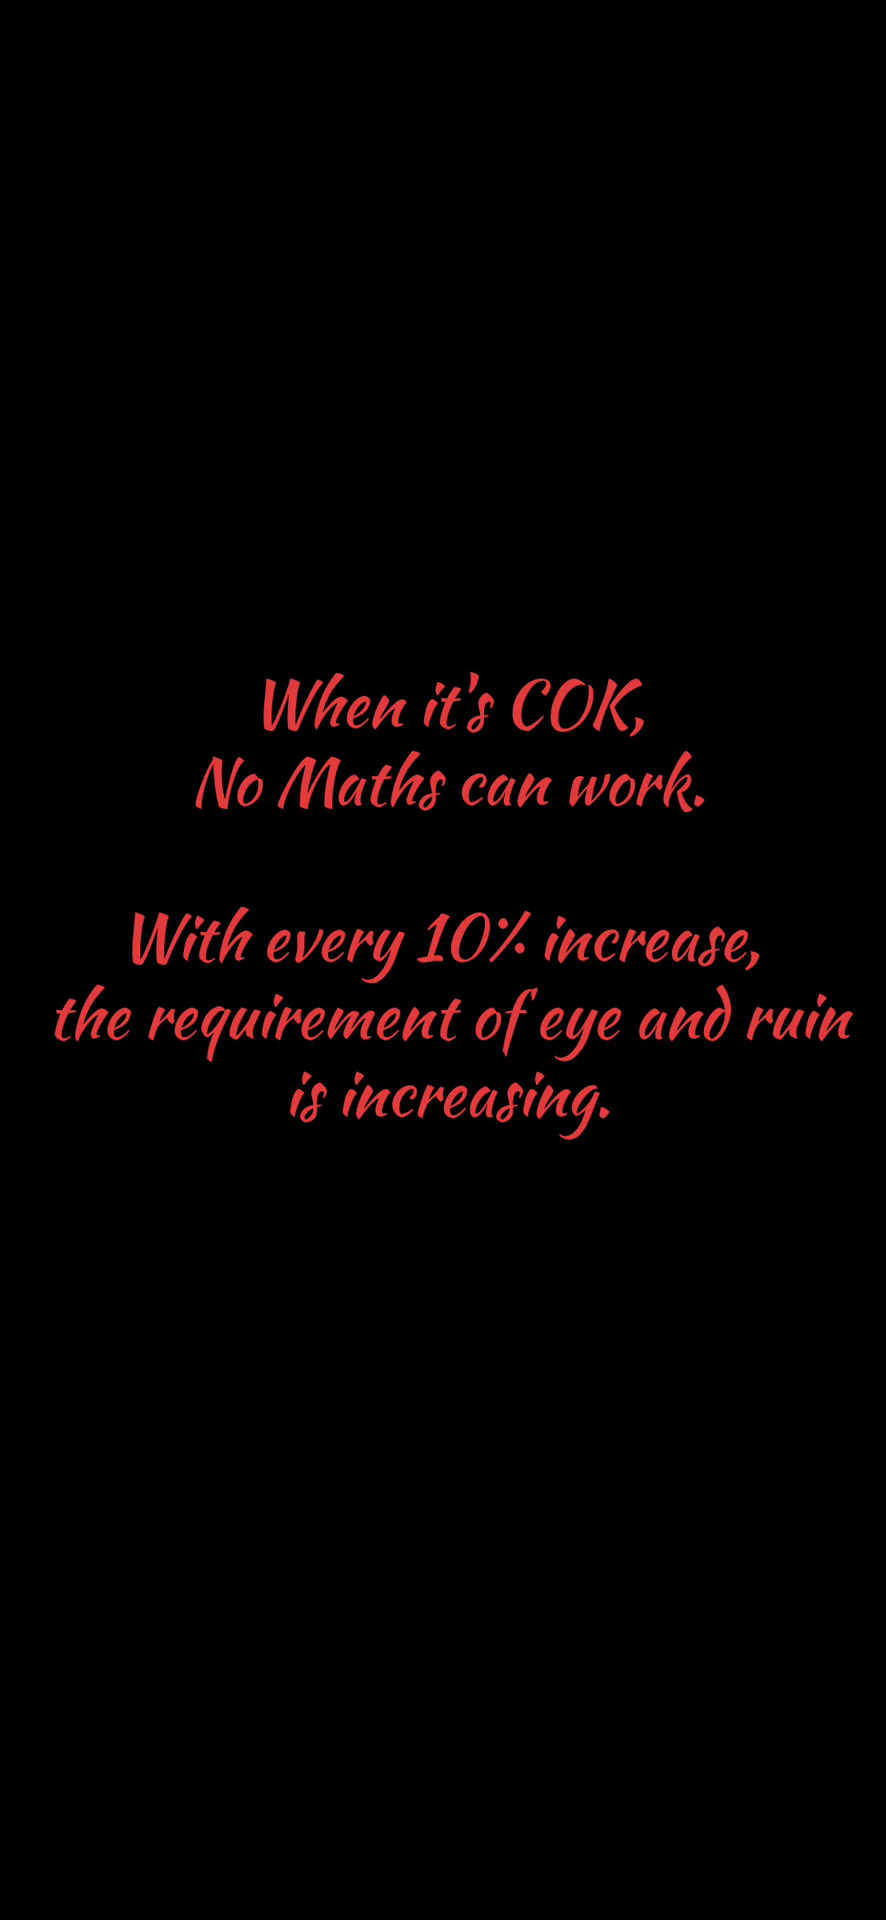 When it's COK,
No Maths can work.
With every 10% increase,
the requirement of eye and ruin
is increasing.